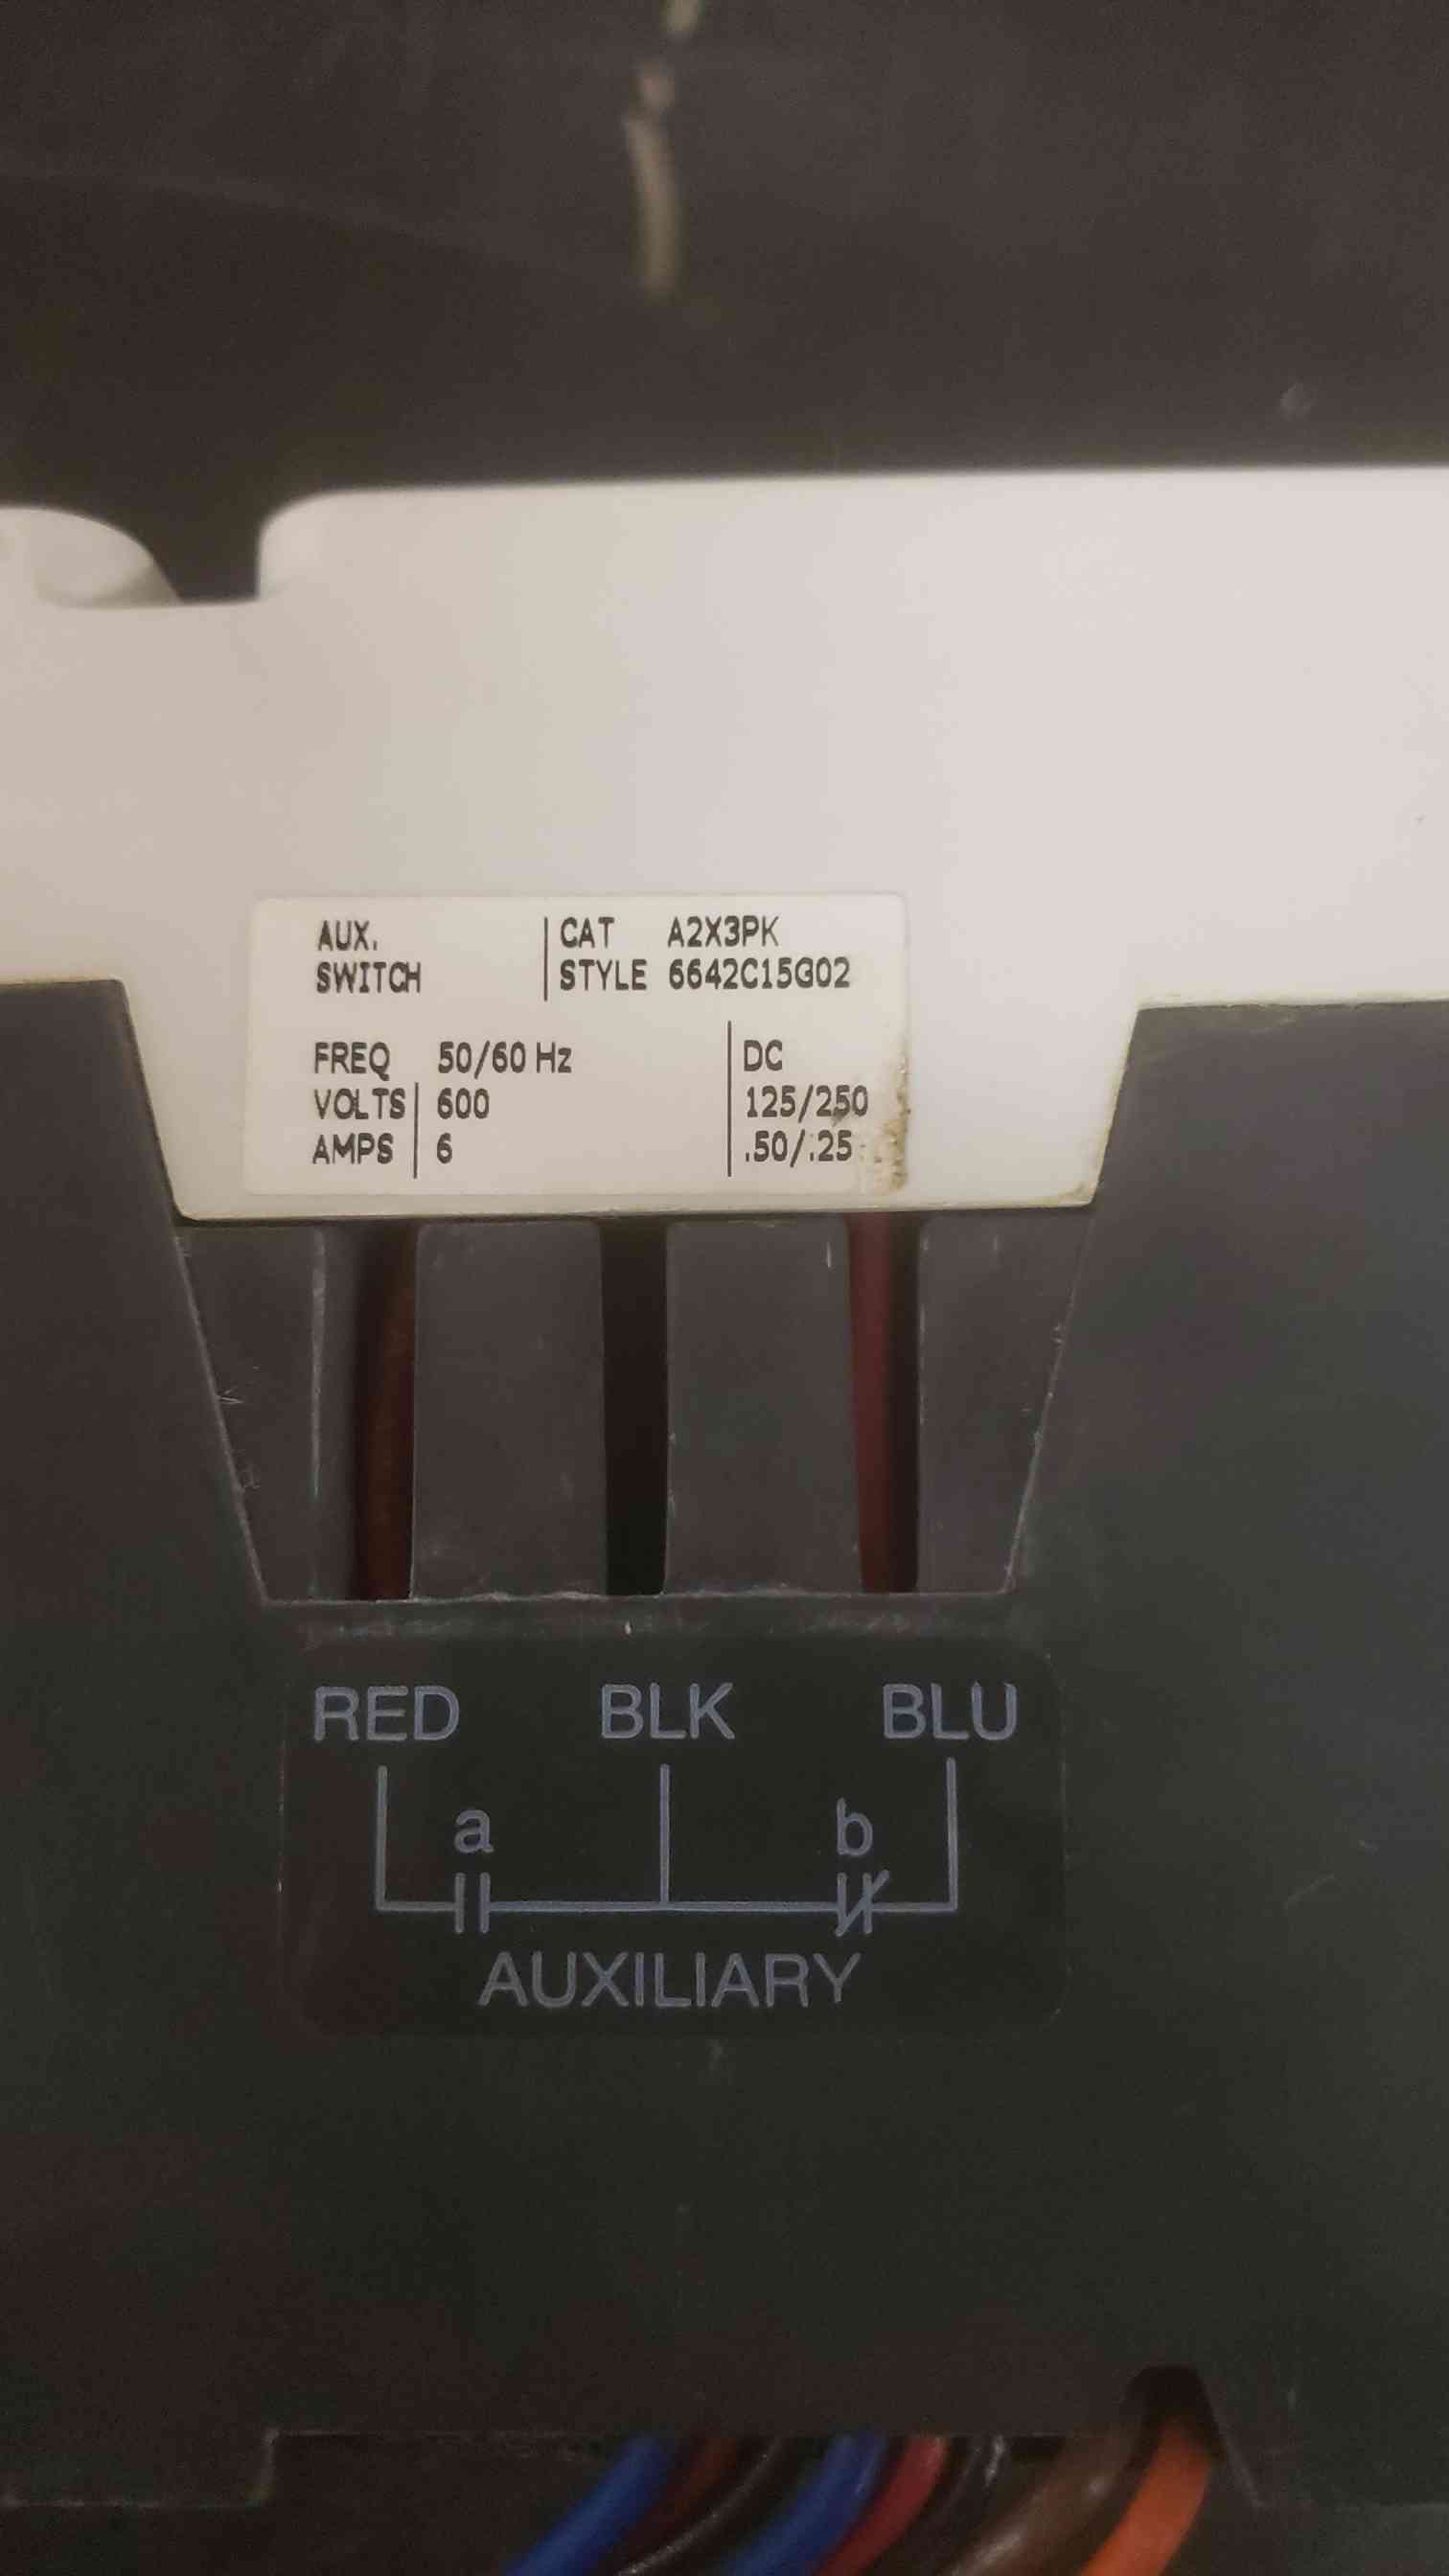 AUX. CAT A2X3PK
SWITCH STYLE 6642C15G02
FREQ 50/60 Hz DC
VOLTS 600 125/250
AMPS 6 .50/.25
RED BLK BLU
a b
AUXILIARY